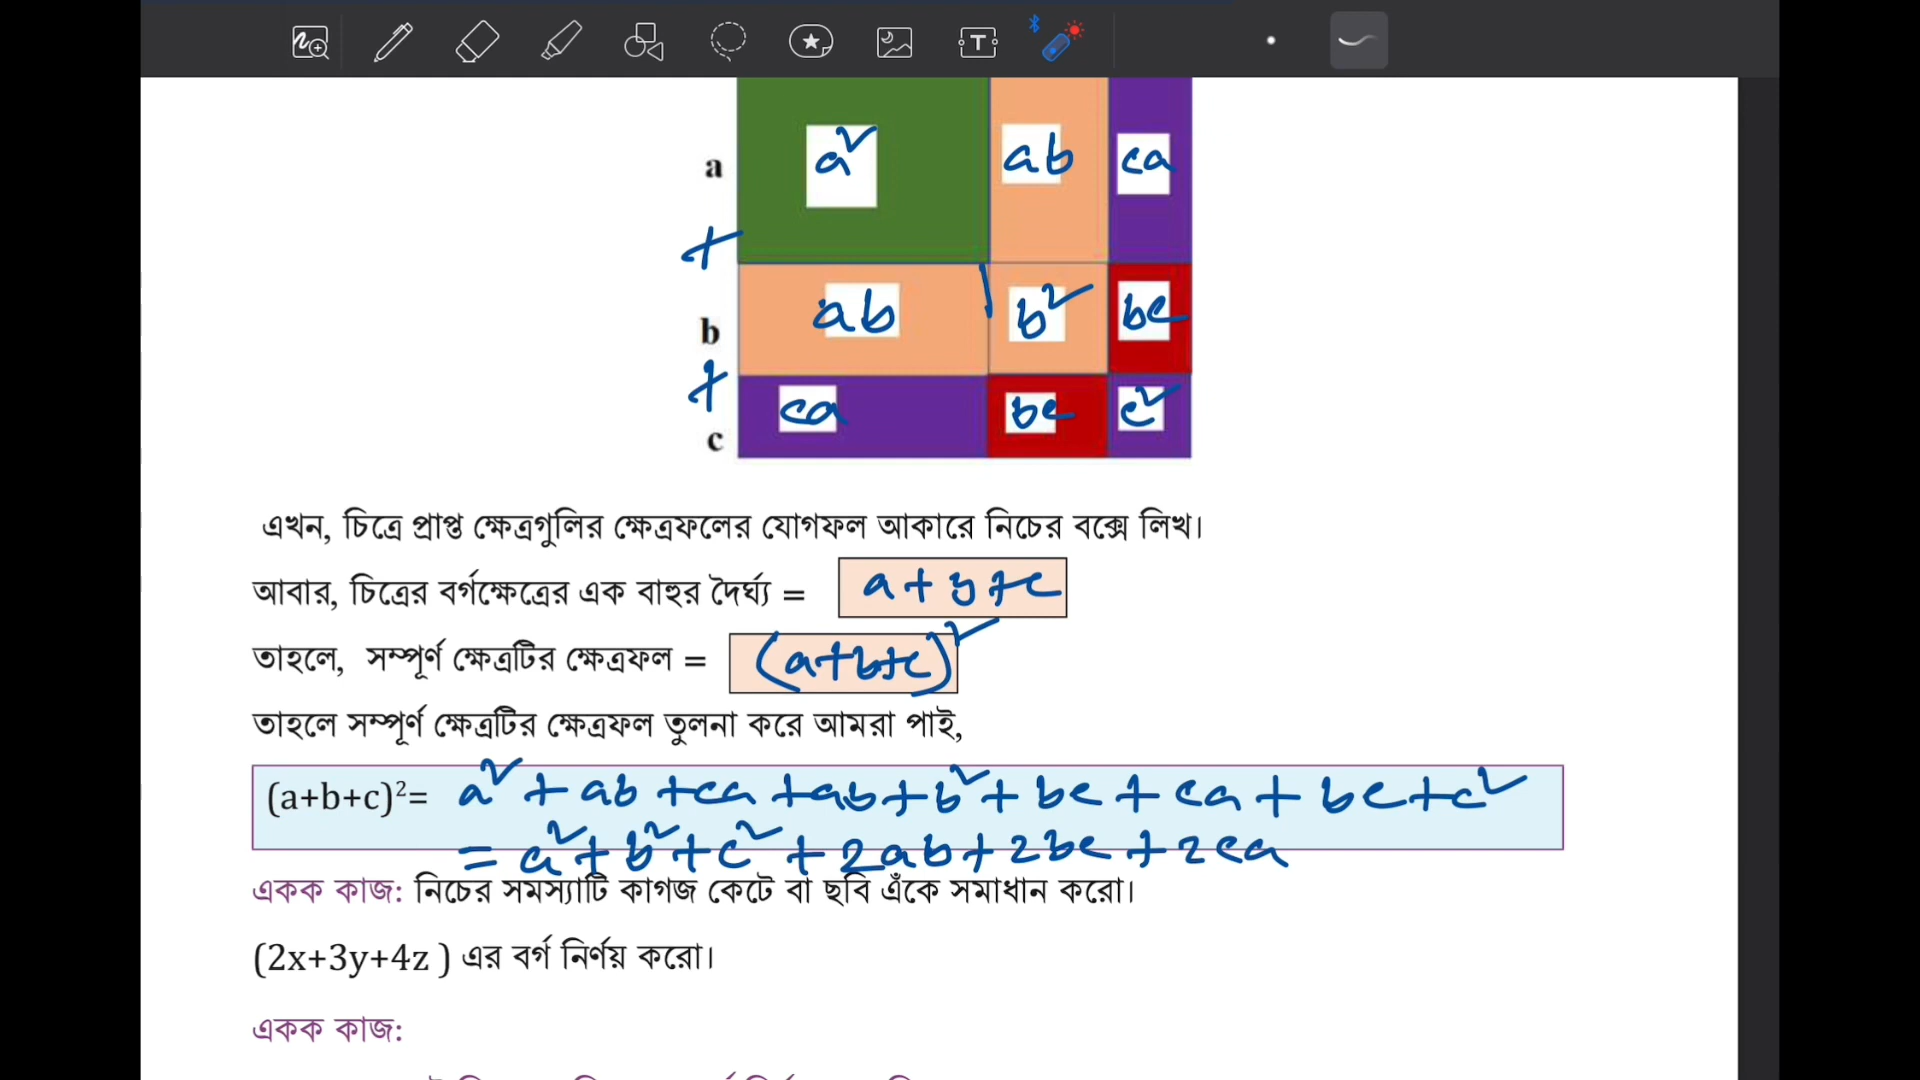 a a² ab ca
+
b ab b² bc
+
c ca bc c²
এখন, চিত্রে প্রাপ্ত ক্ষেত্রগুলির ক্ষেত্রফলের যোগফল আকারে নিচের বক্সে লিখ।
আবার, চিত্রের বর্গক্ষেত্রের এক বাহুর দৈর্ঘ্য = a+y+c
তাহলে, সম্পূর্ণ ক্ষেত্রটির ক্ষেত্রফল = (a+b+c)²
তাহলে সম্পূর্ণ ক্ষেত্রটির ক্ষেত্রফল তুলনা করে আমরা পাই,
(a+b+c)²= a²+ab+ca+ab+b²+bc+ca+bc+c²
= a²+b²+c²+2ab+2bc+2ca
একক কাজ: নিচের সমস্যাটি কাগজ কেটে বা ছবি এঁকে সমাধান করো।
(2x+3y+4z ) এর বর্গ নির্ণয় করো।
একক কাজ: